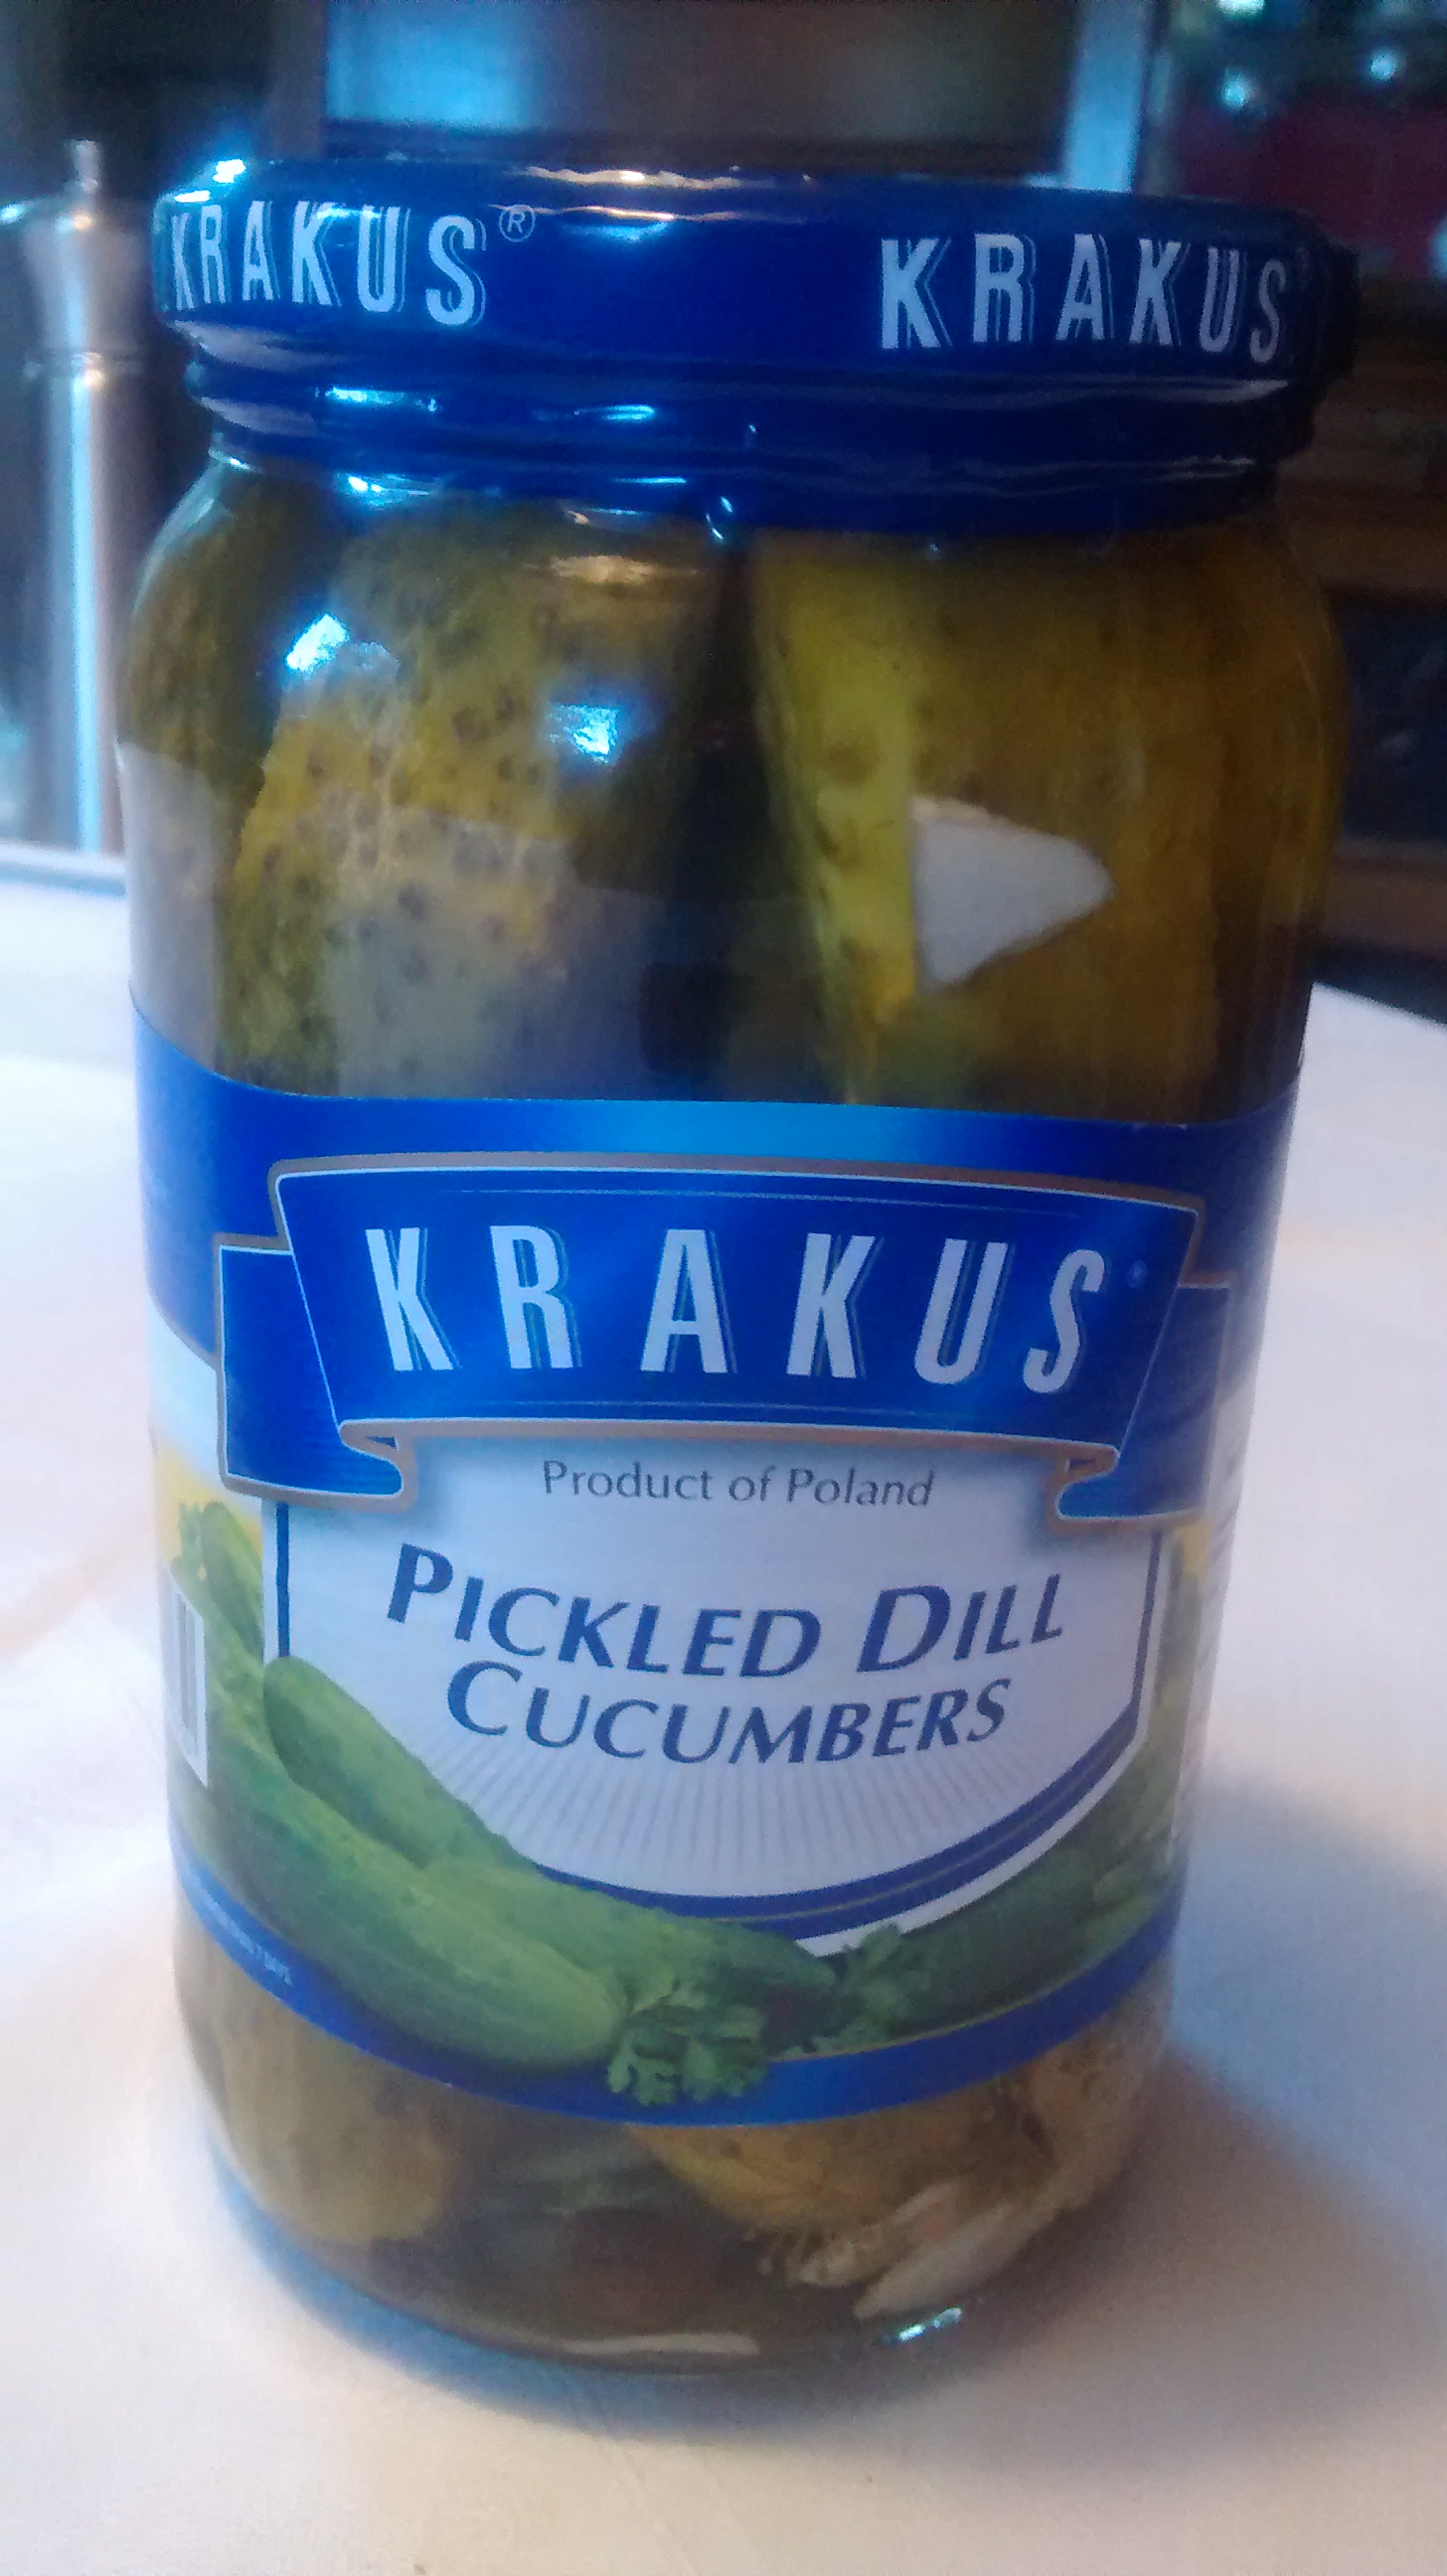 KRAKUS®
KRAKUS®
KRAKUS®
Product of Poland
PICKLED DILL
CUCUMBERS